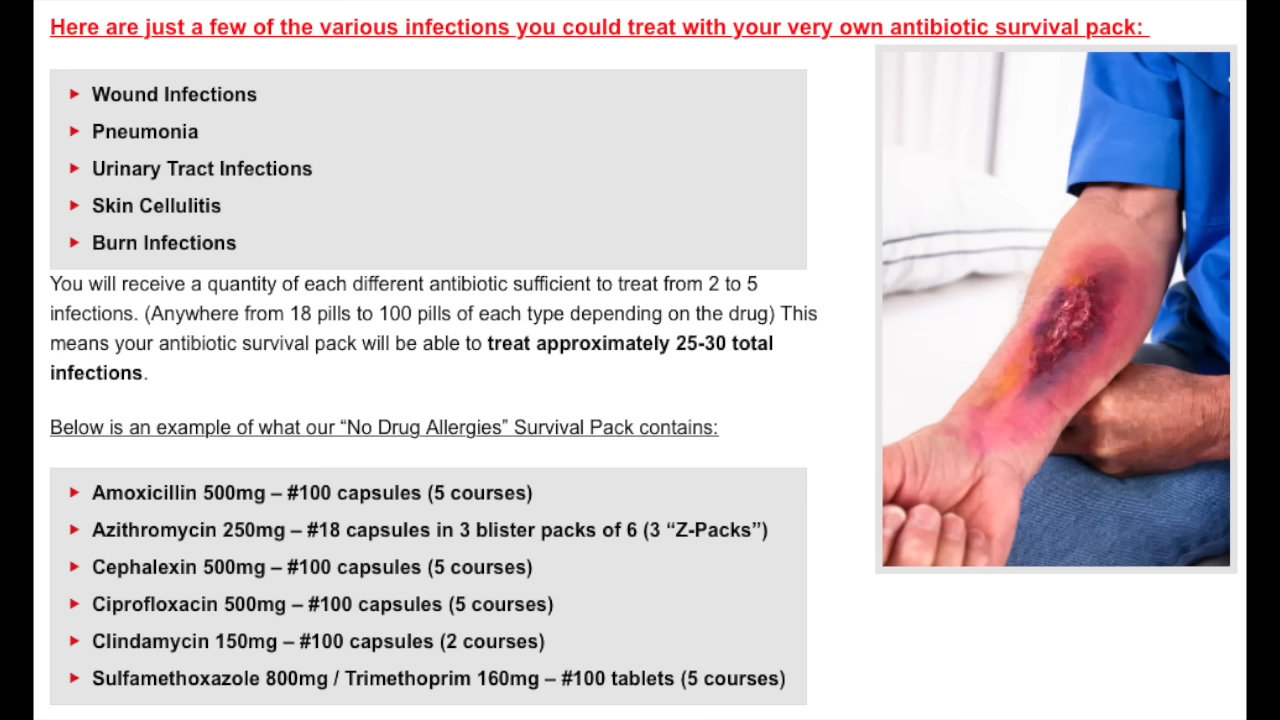 Here are just a few of the various infections you could treat with your very own antibiotic survival pack:
Wound Infections
Pneumonia
Urinary Tract Infections
Skin Cellulitis
Burn Infections
You will receive a quantity of each different antibiotic sufficient to treat from 2 to 5
infections. (Anywhere from 18 pills to 100 pills of each type depending on the drug) This
means your antibiotic survival pack will be able to treat approximately 25-30 total
infections.
Below is an example of what our “No Drug Allergies” Survival Pack contains:
Amoxicillin 500mg – #100 capsules (5 courses)
Azithromycin 250mg – #18 capsules in 3 blister packs of 6 (3 “Z-Packs”)
Cephalexin 500mg – #100 capsules (5 courses)
Ciprofloxacin 500mg – #100 capsules (5 courses)
Clindamycin 150mg – #100 capsules (2 courses)
Sulfamethoxazole 800mg / Trimethoprim 160mg – #100 tablets (5 courses)